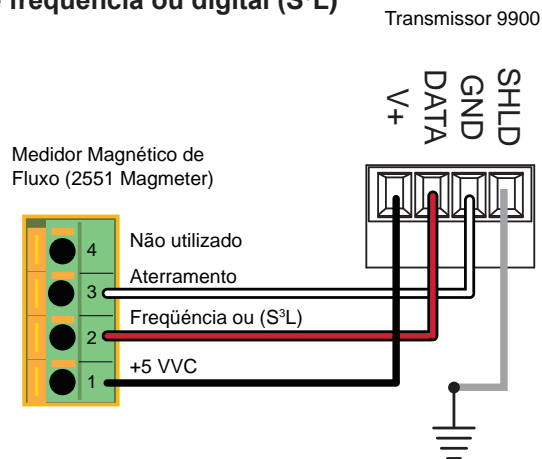 e freqüência ou digital (S³L)
Transmissor 9900
V+
DATA
GND
SHLD
Medidor Magnético de
Fluxo (2551 Magmeter)
4 Não utilizado
3 Aterramento
2 Freqüéncia ou (S³L)
1 +5 VVC